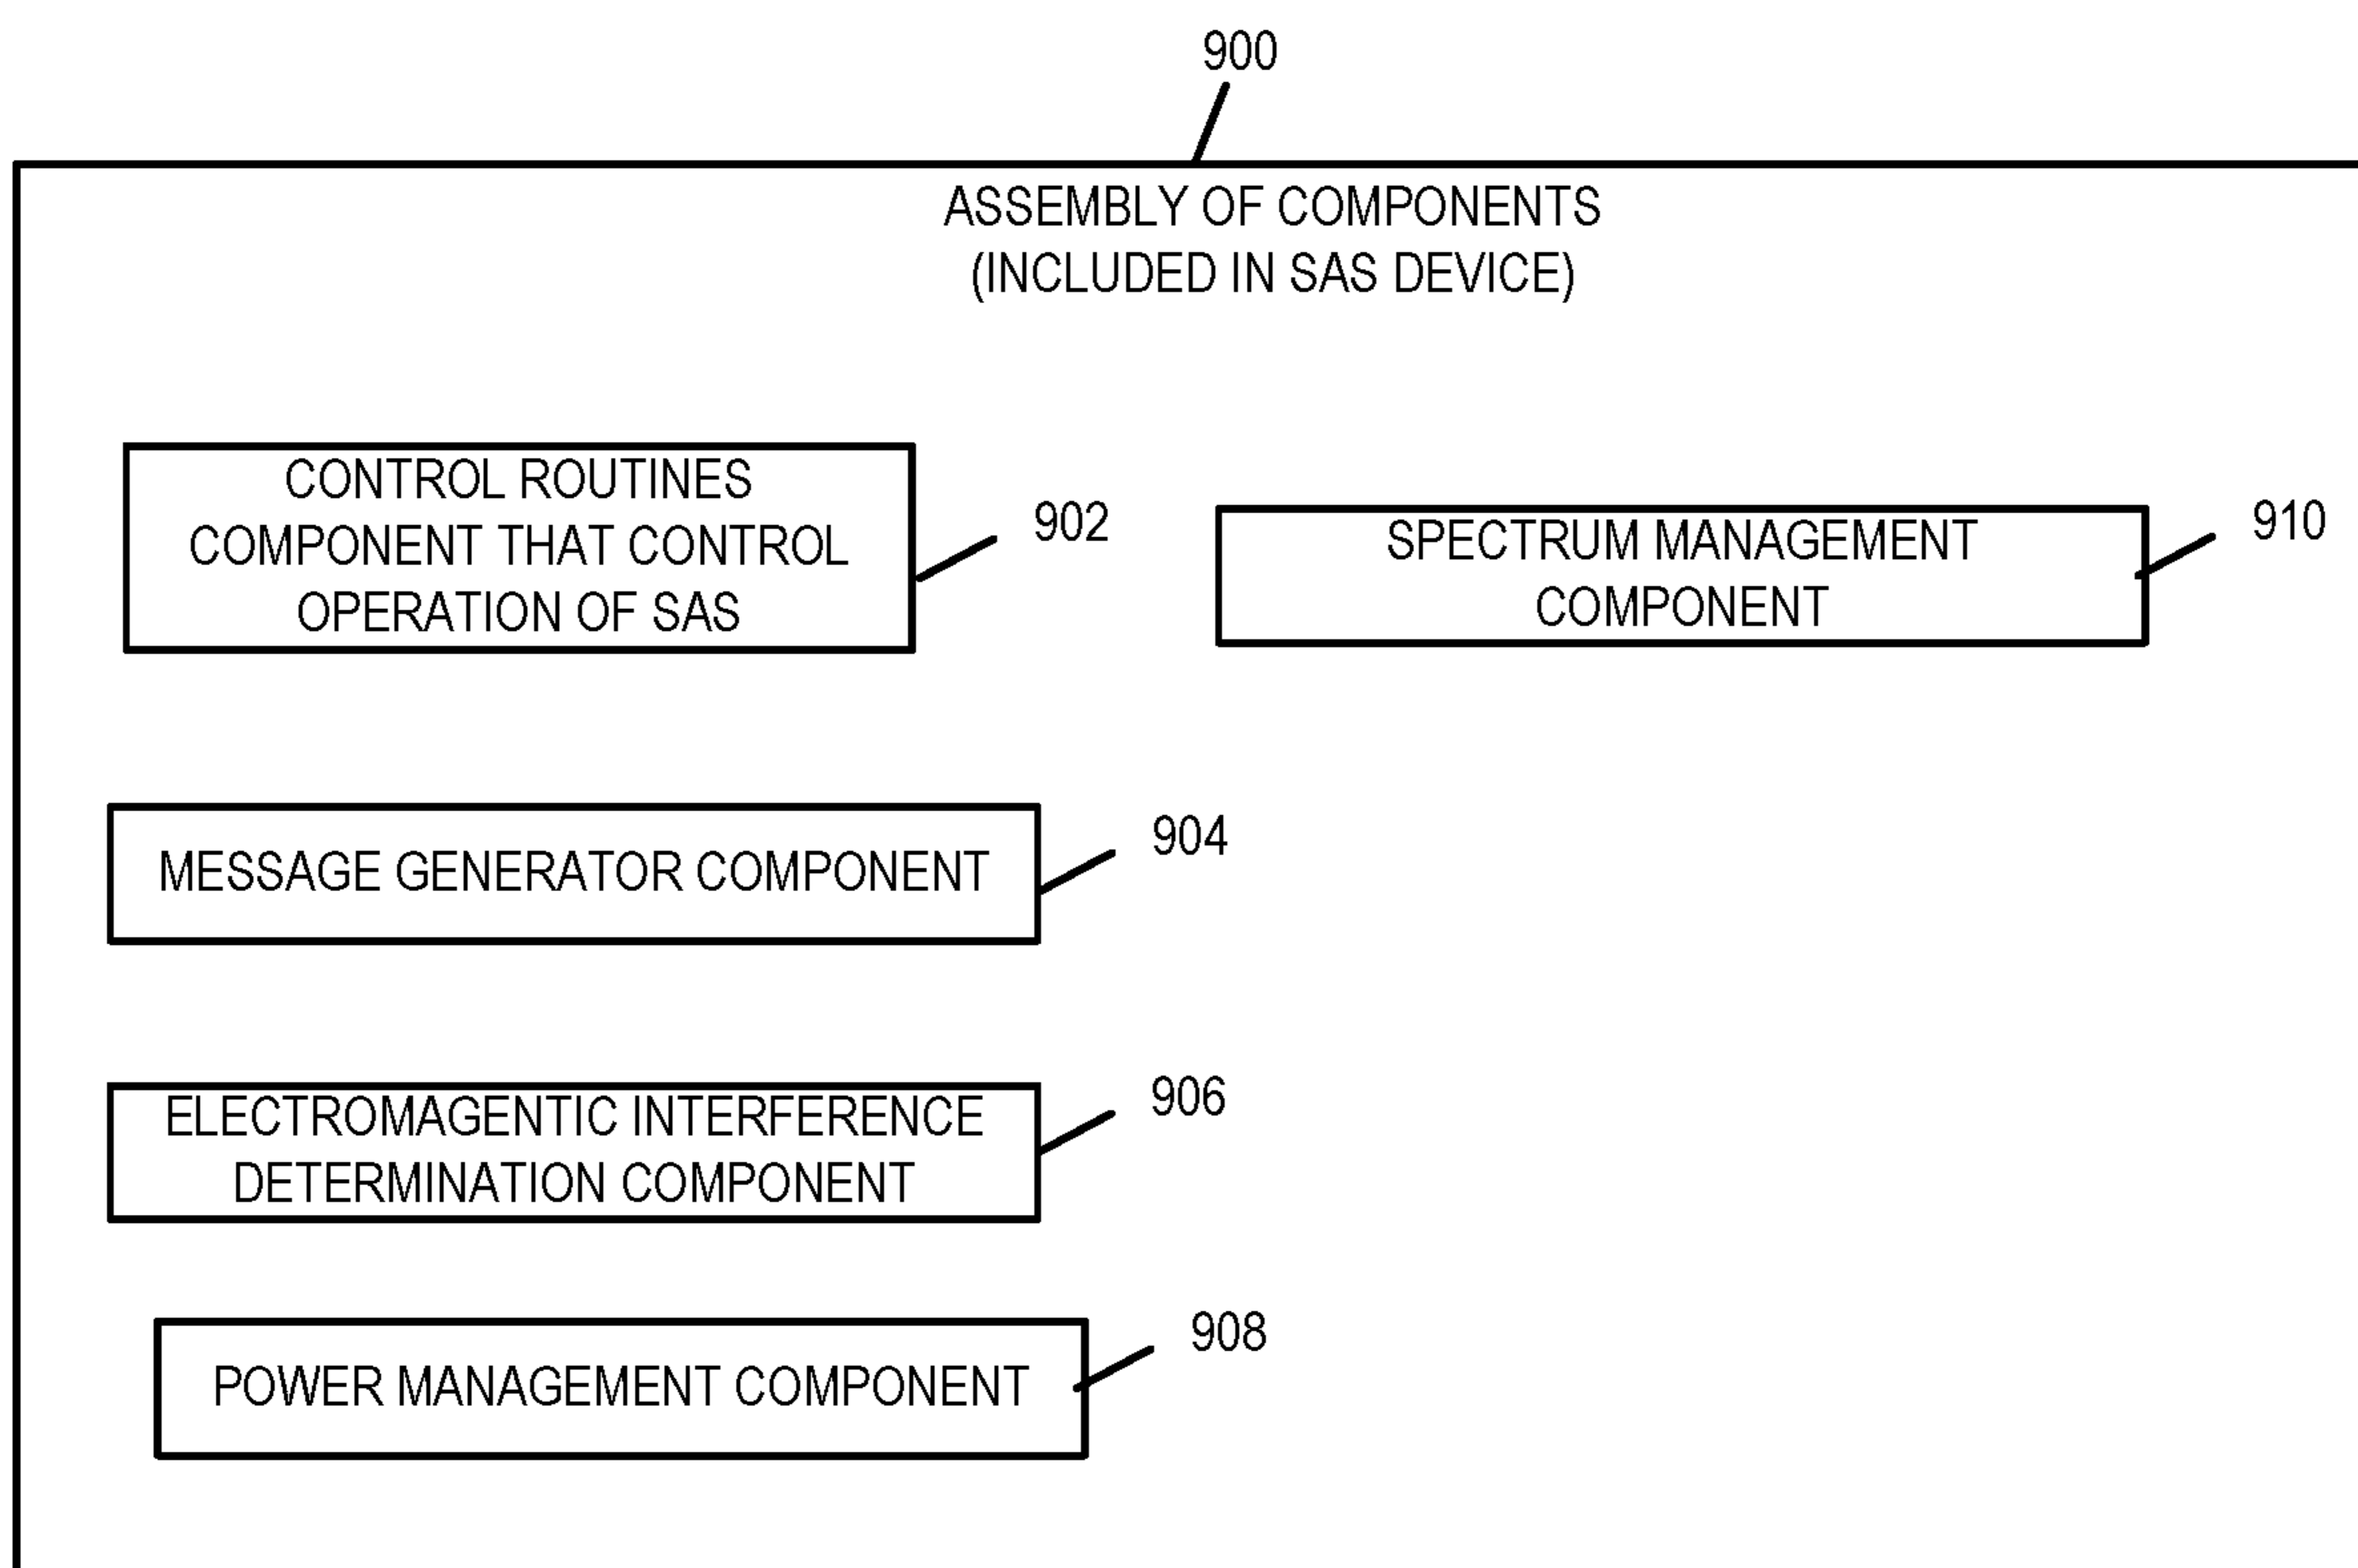 900
ASSEMBLY OF COMPONENTS
(INCLUDED IN SAS DEVICE)
CONTROL ROUTINES
COMPONENT THAT CONTROL
OPERATION OF SAS
902
SPECTRUM MANAGEMENT
COMPONENT
910
MESSAGE GENERATOR COMPONENT
904
ELECTROMAGENTIC INTERFERENCE
DETERMINATION COMPONENT
906
POWER MANAGEMENT COMPONENT
908